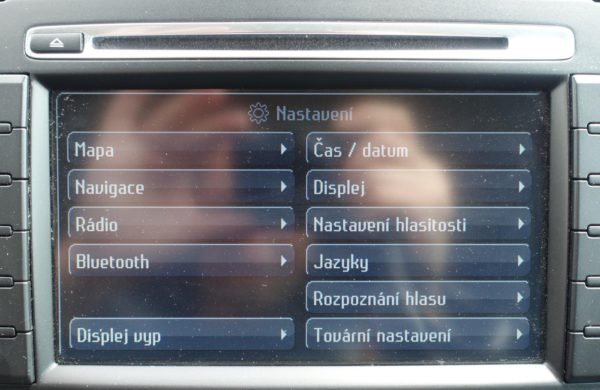 Nastavení
Mapa
Čas / datum
Navigace
Displej
Rádio
Nastavení hlasitosti
Bluetooth
Jazyky
Rozpoznání hlasu
Displej vyp
Tovární nastavení